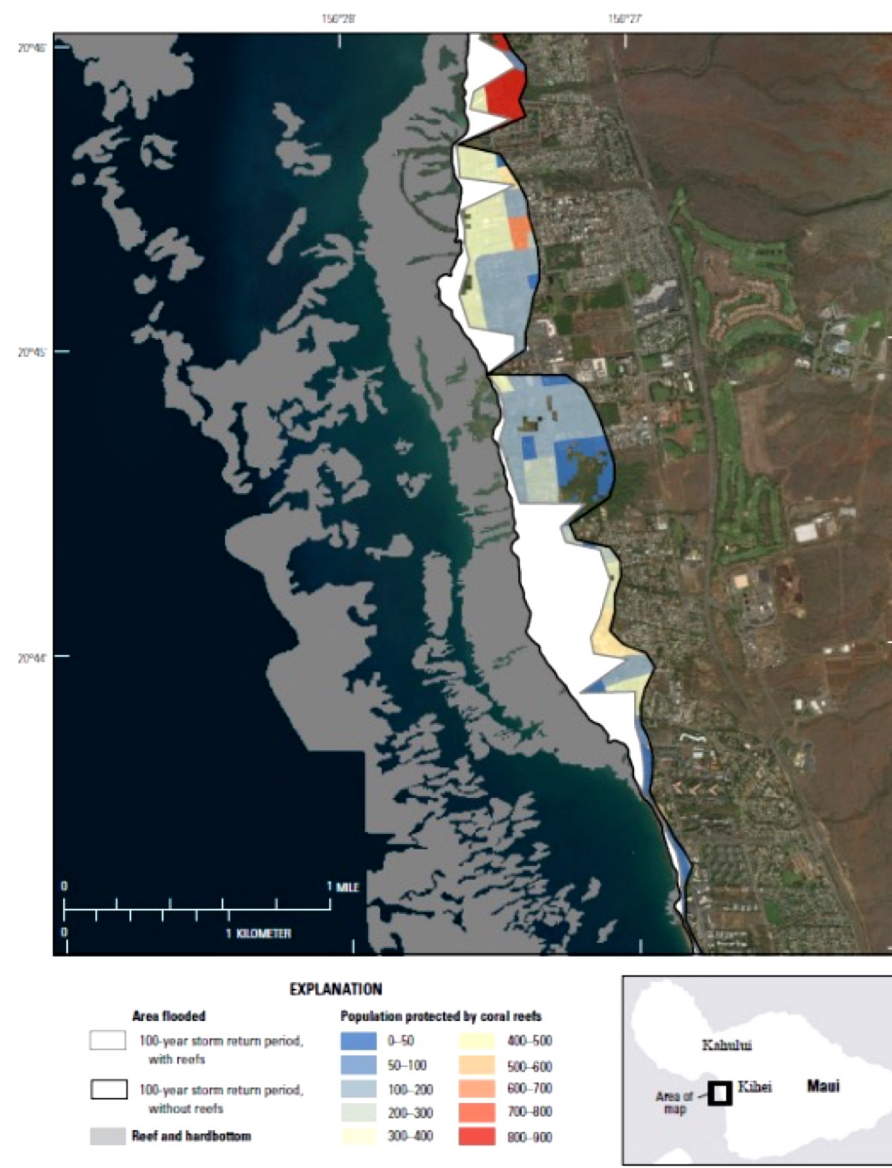 156°28'
156°27'
20°46'
20°45'
20°44'
0 1 MILE
0 1 KILOMETER
EXPLANATION
Area flooded
100-year storm return period,
with reefs
100-year storm return period,
without reefs
Reef and hardbottom
Population protected by coral reefs
0–50
50–100
100–200
200–300
300–400
400–500
500–600
600–700
700–800
800–900
Kahului
Kihei
Maui
Area of
map